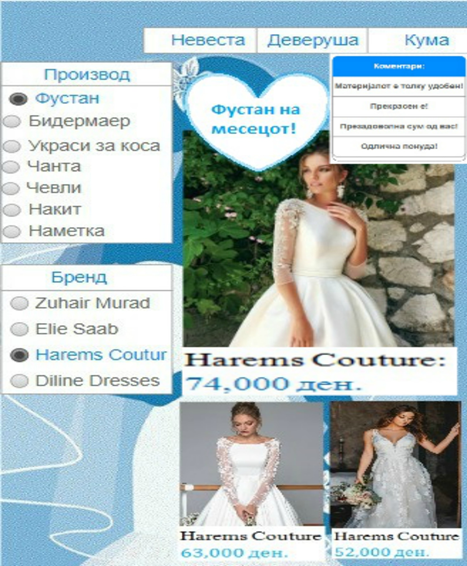 Невеста Деверуша Кума
Производ
Фустан
Бидермаер
Украси за коса
Чанта
Чевли
Накит
Наметка
Бренд
Zuhair Murad
Elie Saab
Harems Coutur
Diline Dresses
Фустан на
месецот!
Коментари:
Материјалот е толку удобен!
Прекрасен е!
Презадоволна сум од вас!
Одлична понуда!
Harems Couture:
74,000 ден.
Harems Couture
63,000 ден.
Harems Couture
52,000 ден.